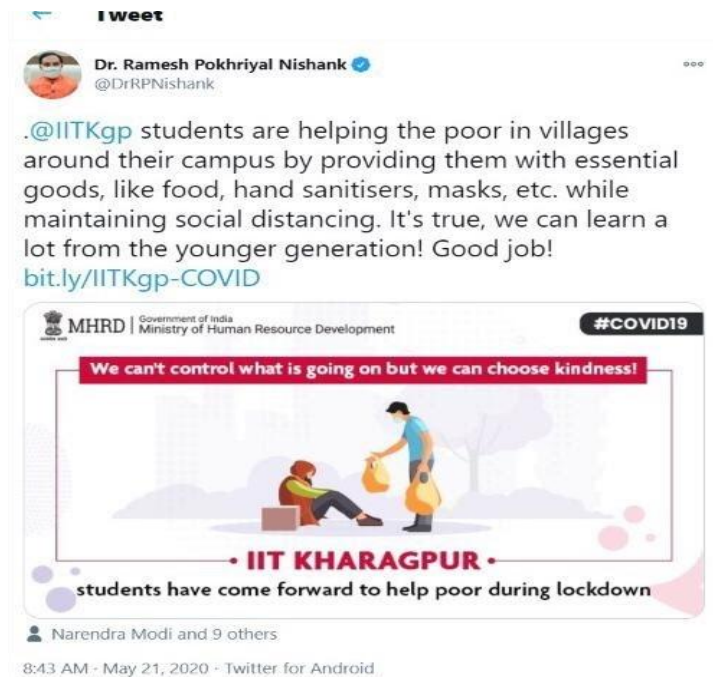 Tweet
Dr. Ramesh Pokhriyal Nishank
@DrRPNishank
.@IITKgp students are helping the poor in villages
around their campus by providing them with essential
goods, like food, hand sanitisers, masks, etc. while
maintaining social distancing. It's true, we can learn a
lot from the younger generation! Good job!
bit.ly/IITKgp-COVID
MHRD
Government of India
Ministry of Human Resource Development
#COVID19
We can't control what is going on but we can choose kindness!
• IIT KHARAGPUR •
students have come forward to help poor during lockdown
Narendra Modi and 9 others
8:43 AM · May 21, 2020 · Twitter for Android